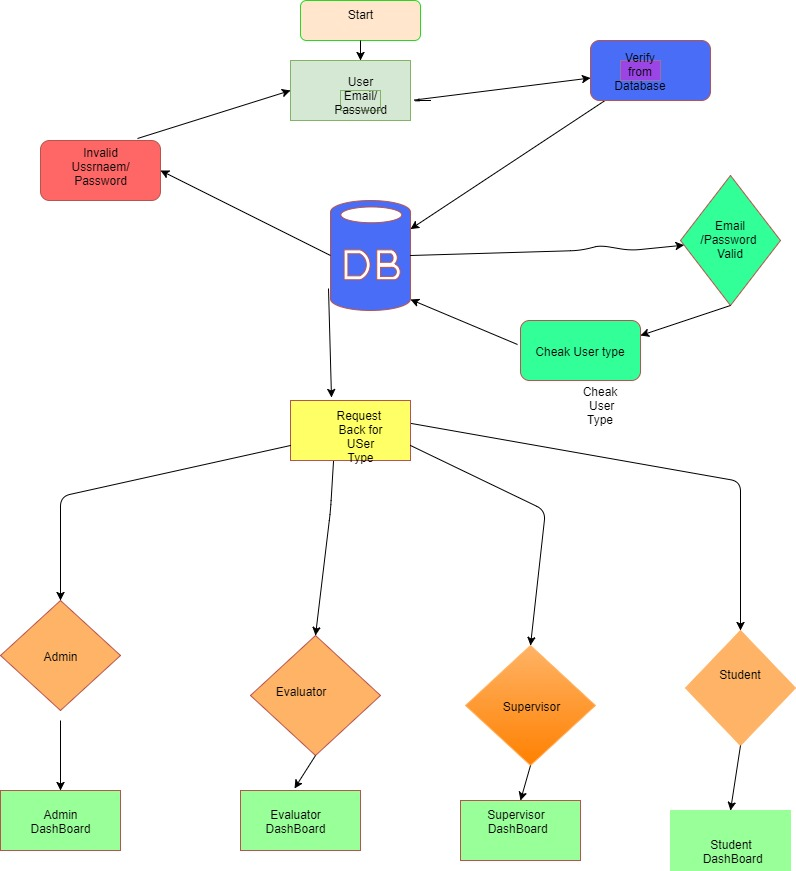 Start
User
Email/
Password
Verify
from
Database
Invalid
Ussrnaem/
Password
DB
Email
/Password
Valid
Cheak User type
Cheak
User
Type
Request
Back for
USer
Type
Admin
Evaluator
Supervisor
Student
Admin
DashBoard
Evaluator
DashBoard
Supervisor
DashBoard
Student
DashBoard